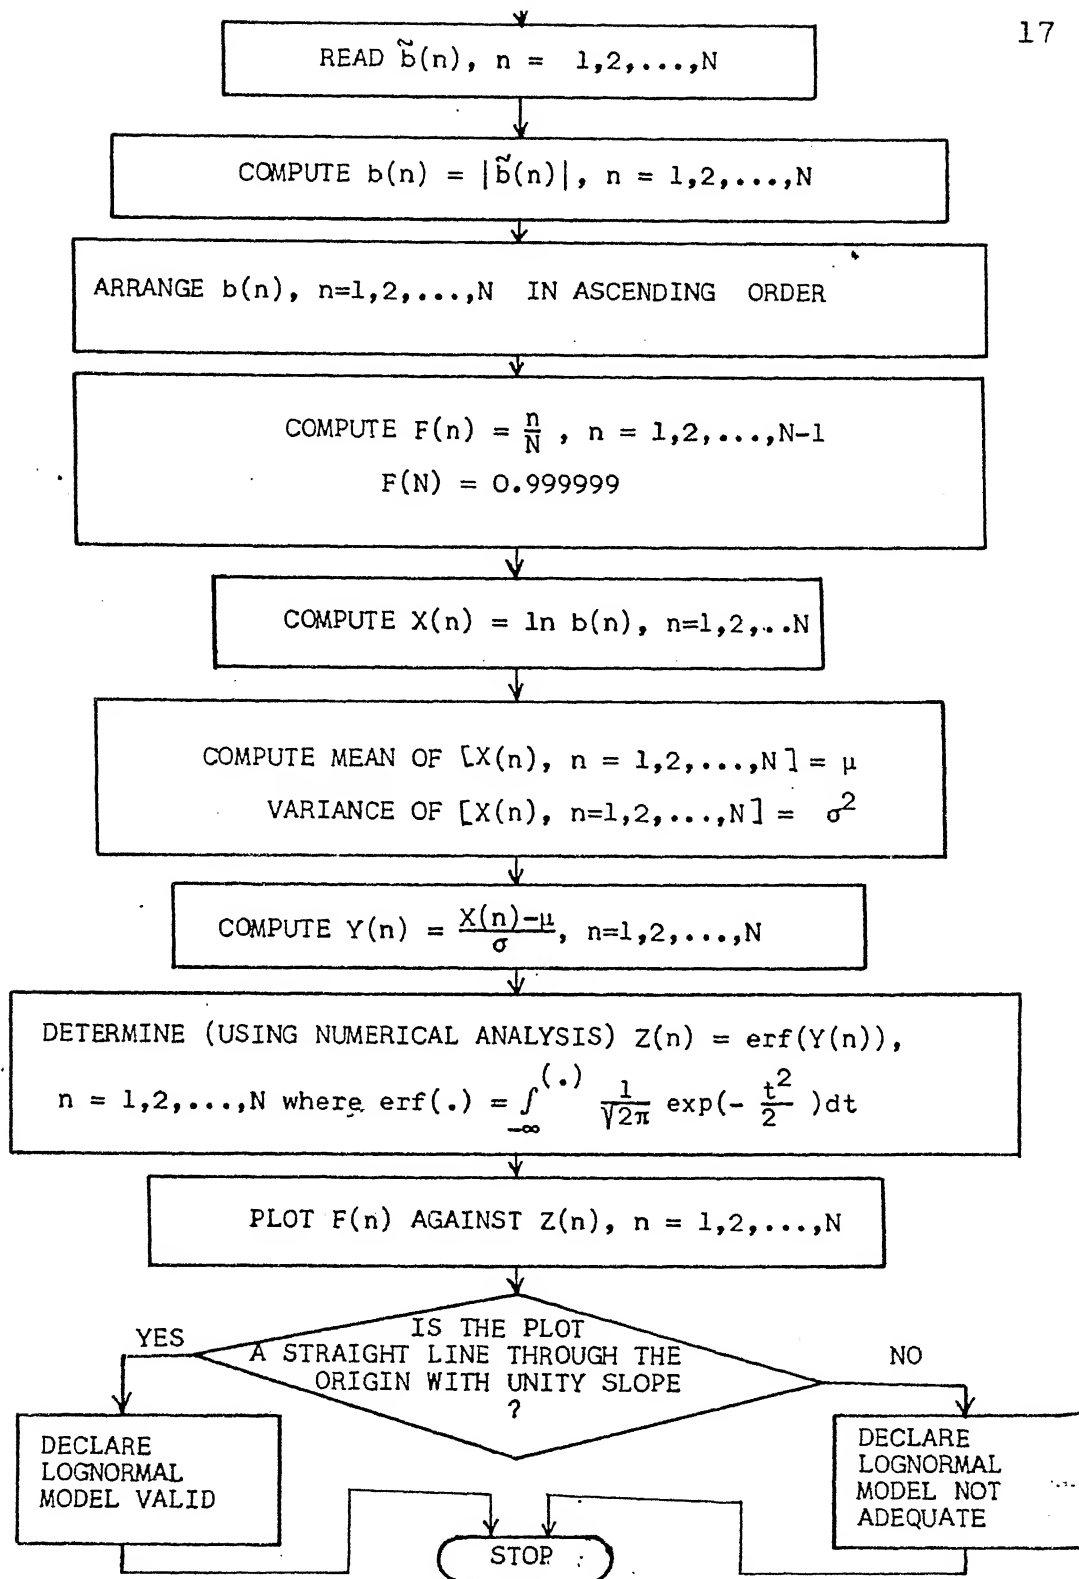 17
READ b̃(n), n = 1,2,...,N
COMPUTE b(n) = |b̃(n)|, n = 1,2,...,N
ARRANGE b(n), n=1,2,...,N IN ASCENDING ORDER
COMPUTE F(n) = n/N , n = 1,2,...,N-1
F(N) = 0.999999
COMPUTE X(n) = ln b(n), n=1,2,..N
COMPUTE MEAN OF [X(n), n = 1,2,...,N] = μ
VARIANCE OF [X(n), n=1,2,...,N] = σ²
COMPUTE Y(n) = X(n)-μ/σ, n=1,2,...,N
DETERMINE (USING NUMERICAL ANALYSIS) Z(n) = erf(Y(n)),
n = 1,2,...,N where erf(.) = ∫_{-∞}^{(.)} 1/√2π exp(- t²/2 )dt
PLOT F(n) AGAINST Z(n), n = 1,2,...,N
IS THE PLOT
A STRAIGHT LINE THROUGH THE
ORIGIN WITH UNITY SLOPE
?
YES
NO
DECLARE
LOGNORMAL
MODEL VALID
DECLARE
LOGNORMAL
MODEL NOT
ADEQUATE
STOP